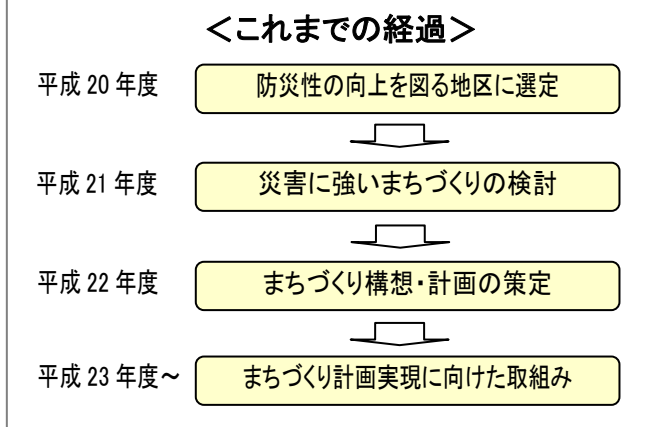 ＜これまでの経過＞
平成 20 年度 防災性の向上を図る地区に選定
平成 21 年度 災害に強いまちづくりの検討
平成 22 年度 まちづくり構想・計画の策定
平成 23 年度～ まちづくり計画実現に向けた取組み